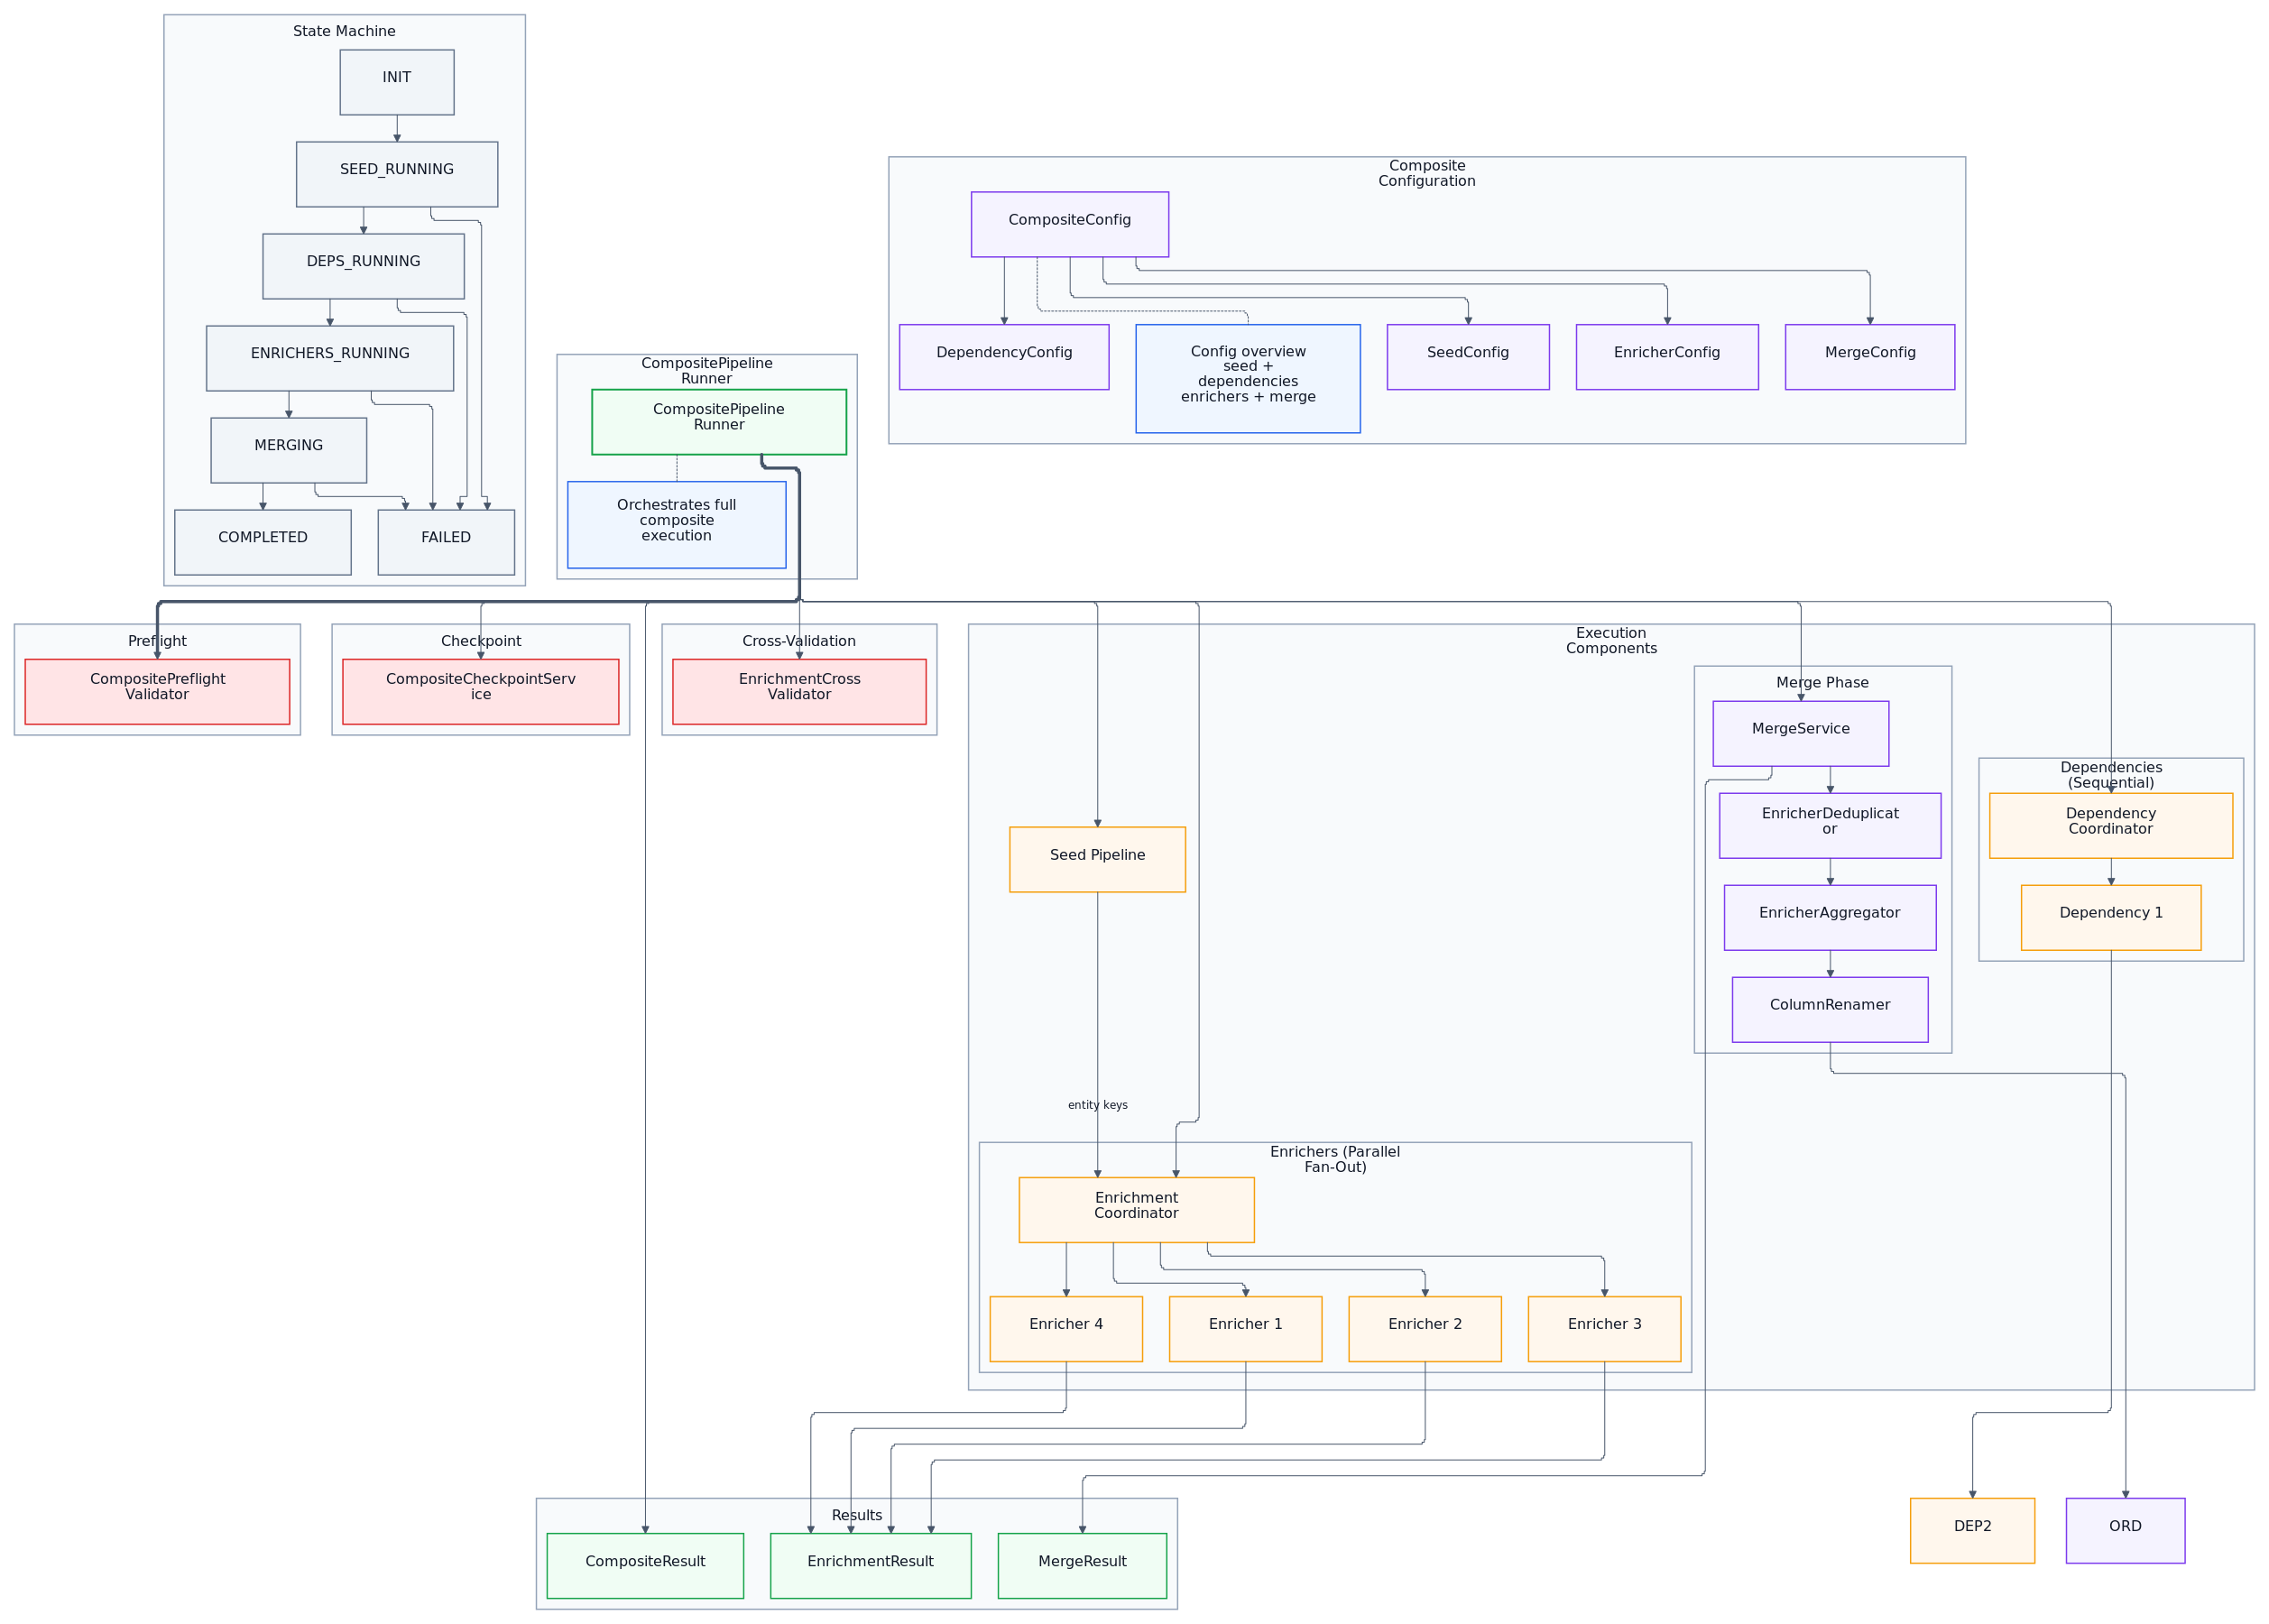 State Machine
INIT
SEED_RUNNING
DEPS_RUNNING
ENRICHERS_RUNNING
MERGING
COMPLETED
FAILED
CompositePipeline
Runner
CompositePipeline
Runner
Orchestrates full
composite
execution
Composite
Configuration
CompositeConfig
DependencyConfig
Config overview
seed +
dependencies
enrichers + merge
SeedConfig
EnricherConfig
MergeConfig
Preflight
CompositePreflight
Validator
Checkpoint
CompositeCheckpointServ
ice
Cross-Validation
EnrichmentCross
Validator
Execution
Components
Merge Phase
MergeService
EnricherDeduplicat
or
EnricherAggregator
ColumnRenamer
Dependencies
(Sequential)
Dependency
Coordinator
Dependency 1
Seed Pipeline
entity keys
Enrichers (Parallel
Fan-Out)
Enrichment
Coordinator
Enricher 4
Enricher 1
Enricher 2
Enricher 3
Results
CompositeResult
EnrichmentResult
MergeResult
DEP2
ORD